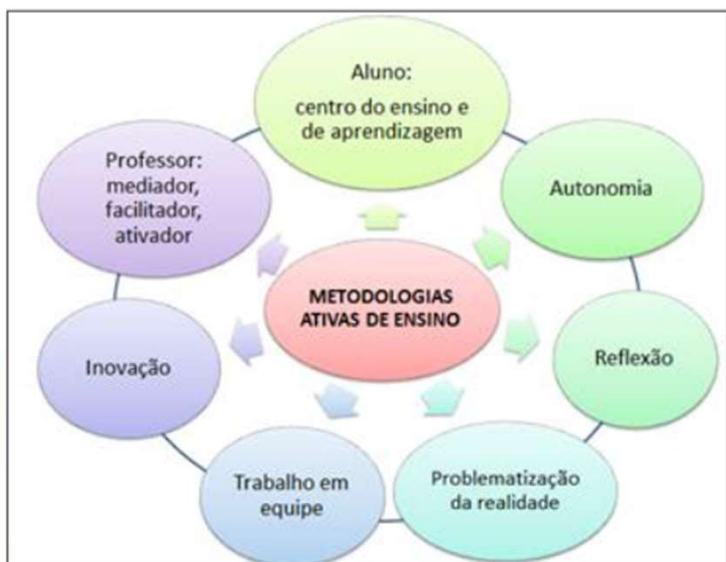 Aluno:
centro do ensino e
de aprendizagem
Autonomia
Reflexão
Problematização
da realidade
Trabalho em
equipe
Inovação
Professor:
mediador,
facilitador,
ativador
METODOLOGIAS
ATIVAS DE ENSINO